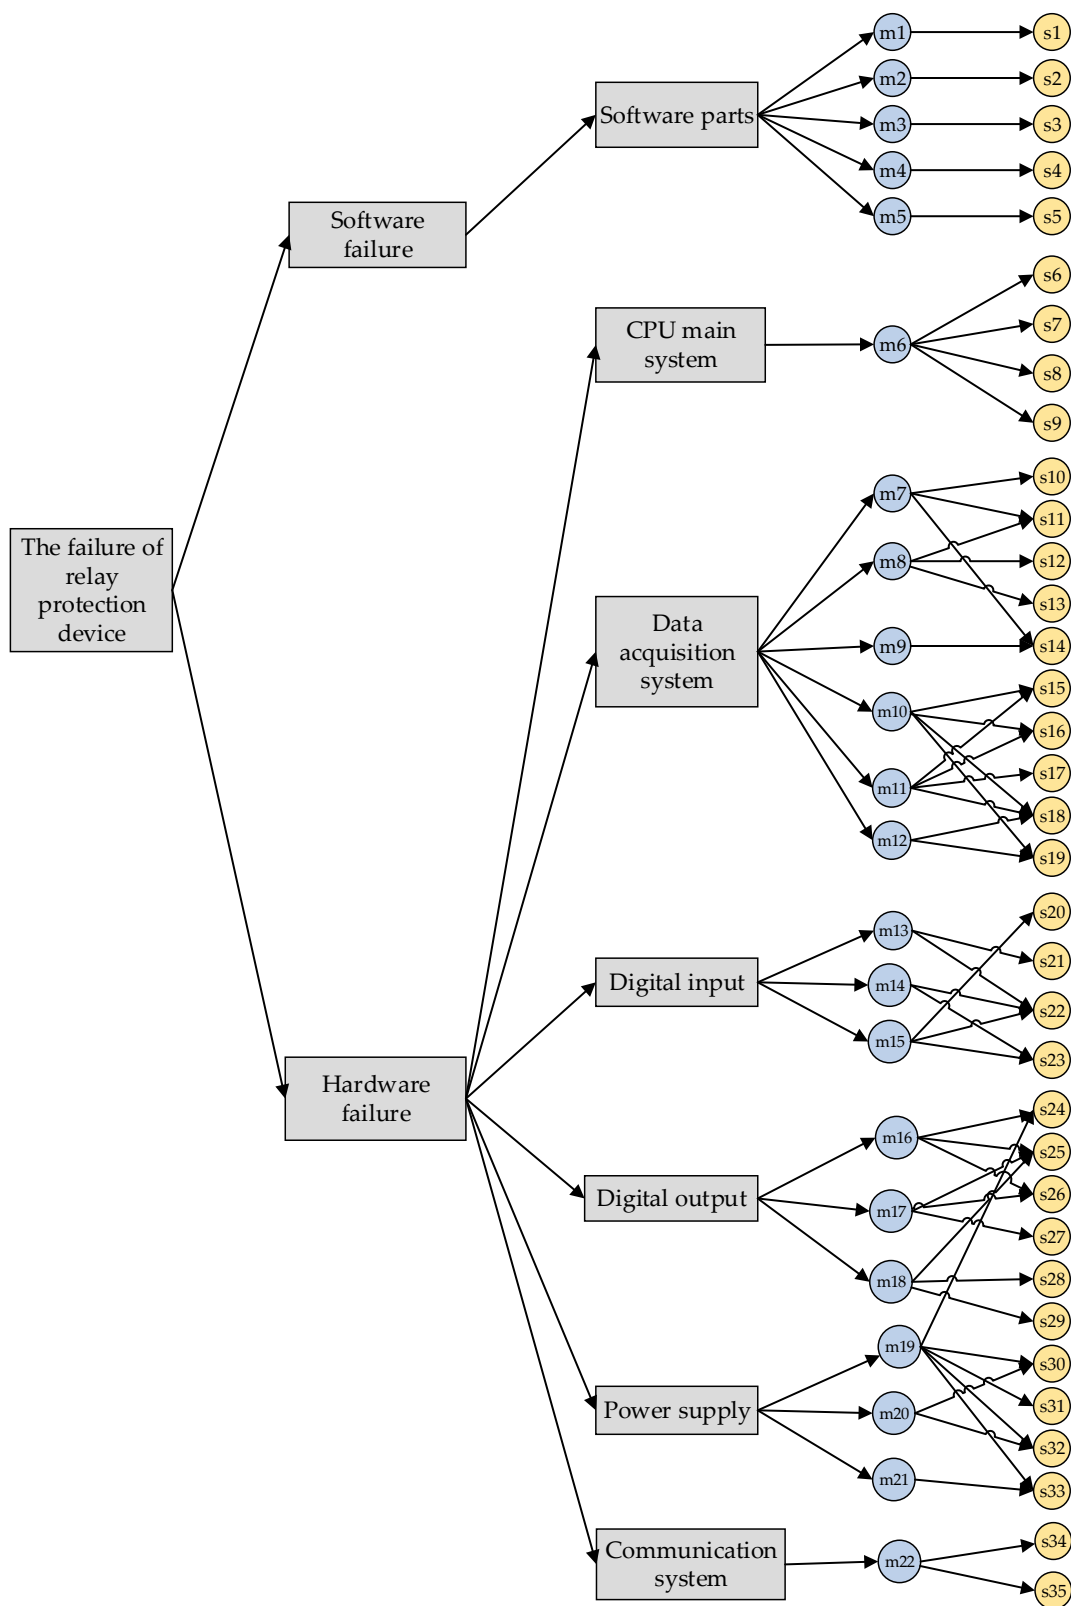 The failure of
relay
protection
device
Software
failure
Hardware
failure
Software parts
CPU main
system
Data
acquisition
system
Digital input
Digital output
Power supply
Communication
system
m1
m2
m3
m4
m5
m6
m7
m8
m9
m10
m11
m12
m13
m14
m15
m16
m17
m18
m19
m20
m21
m22
s1
s2
s3
s4
s5
s6
s7
s8
s9
s10
s11
s12
s13
s14
s15
s16
s17
s18
s19
s20
s21
s22
s23
s24
s25
s26
s27
s28
s29
s30
s31
s32
s33
s34
s35